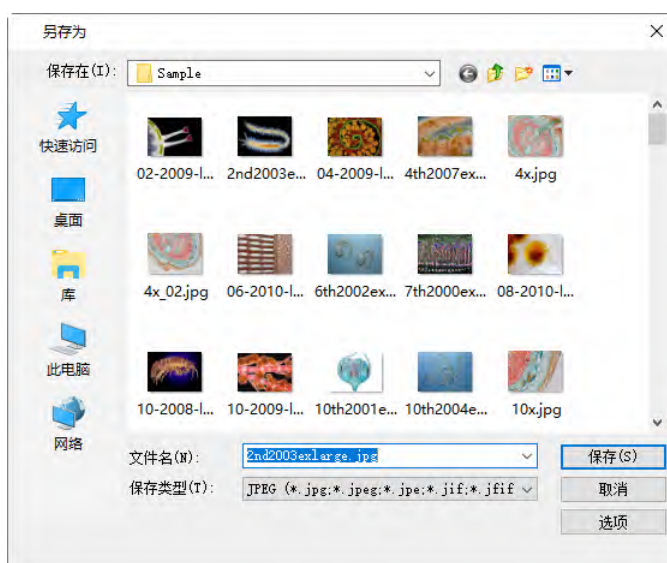 另存为
保存在(I):
Sample
快速访问
桌面
库
此电脑
网络
02-2009-l...
2nd2003e...
04-2009-l...
4th2007ex...
4x.jpg
4x_02.jpg
06-2010-l...
6th2002ex...
7th2000ex...
08-2010-l...
10-2008-l...
10-2009-l...
10th2001e...
10th2004e...
10x.jpg
文件名(N):
2nd2003exlarge.jpg
保存(S)
保存类型(T):
JPEG (*.jpg;*.jpeg;*.jpe;*.jif;*.jfif
取消
选项